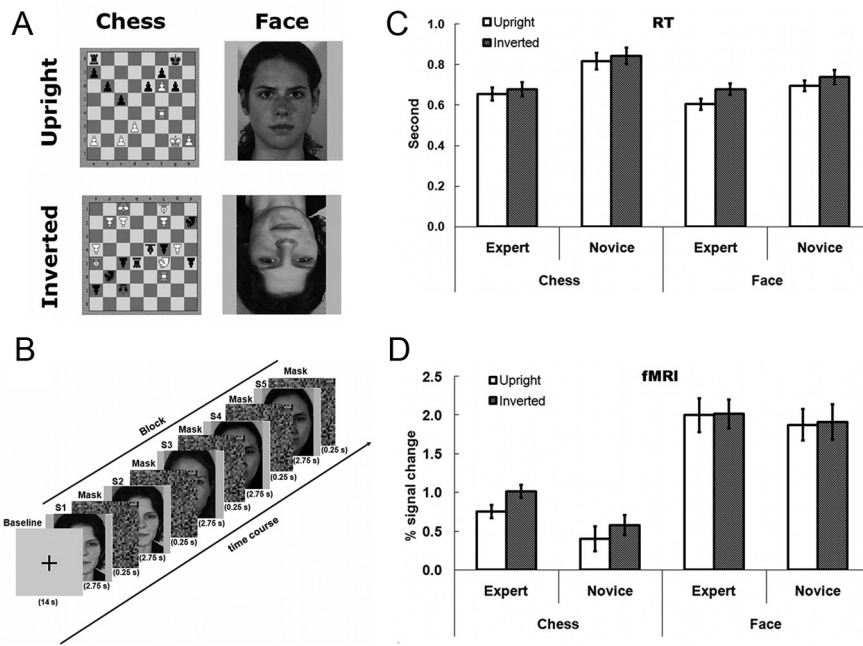 A
Chess
Face
Upright
Inverted
B
Block
Baseline
S1
Mask
S2
Mask
S3
Mask
S4
Mask
S5
Mask
(14 s)
(2.75 s)
(0.25 s)
(2.75 s)
(0.25 s)
(2.75 s)
(0.25 s)
(2.75 s)
(0.25 s)
(2.75 s)
(0.25 s)
time course
C
RT
Upright
Inverted
Second
1.0
0.8
0.6
0.4
0.2
0.0
Expert
Novice
Expert
Novice
Chess
Face
D
fMRI
Upright
Inverted
% signal change
2.5
2.0
1.5
1.0
0.5
0.0
Expert
Novice
Expert
Novice
Chess
Face